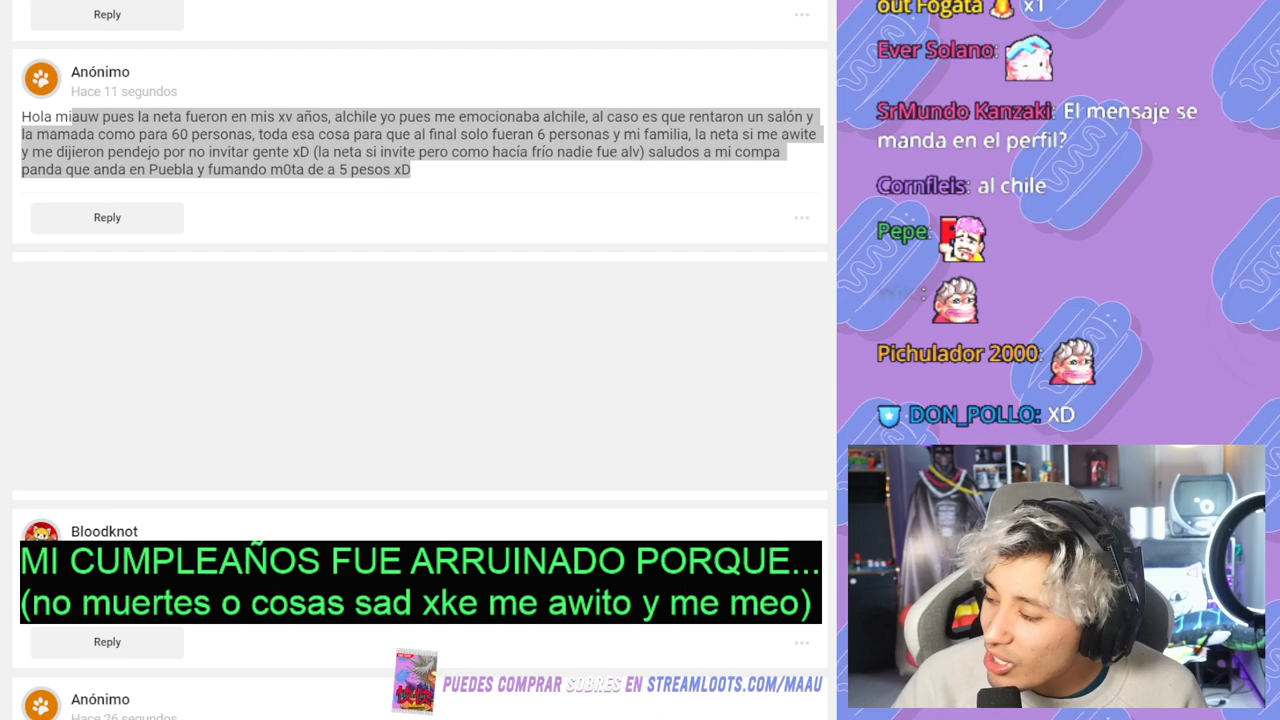 Reply
Anónimo
Hace 11 segundos
Hola miauw pues la neta fueron en mis xv años, alchile yo pues me emocionaba alchile, al caso es que rentaron un salón y
la mamada como para 60 personas, toda esa cosa para que al final solo fueran 6 personas y mi familia, la neta si me awite
y me dijieron pendejo por no invitar gente xD (la neta si invite pero como hacía frío nadie fue alv) saludos a mi compa
panda que anda en Puebla y fumando m0ta de a 5 pesos xD
Reply
Bloodknot
MI CUMPLEAÑOS FUE ARRUINADO PORQUE...
(no muertes o cosas sad xke me awito y me meo)
Reply
Anónimo
Hace 26 segundos
PUEDES COMPRAR SOBRES EN STREAMLOOTS.COM/MAAU
out Fogata x1
Ever Solano:
SrMundo Kanzaki: El mensaje se
manda en el perfil?
Cornfleis: al chile
Pepe:
Pichulador 2000:
DON_POLLO: XD